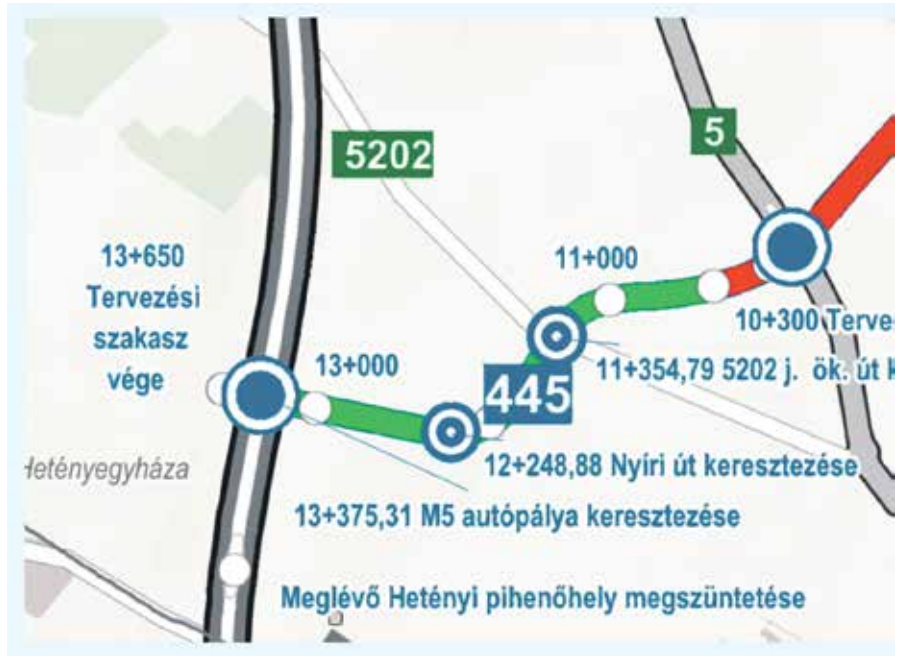 5202
5
13+650
Tervezési
szakasz
vége
11+000
10+300 Terve
13+000
11+354,79 5202 j. ök. út k
445
12+248,88 Nyíri út keresztezése
Hetényegyháza
13+375,31 M5 autópálya keresztezése
Meglévő Hetényi pihenőhely megszüntetése